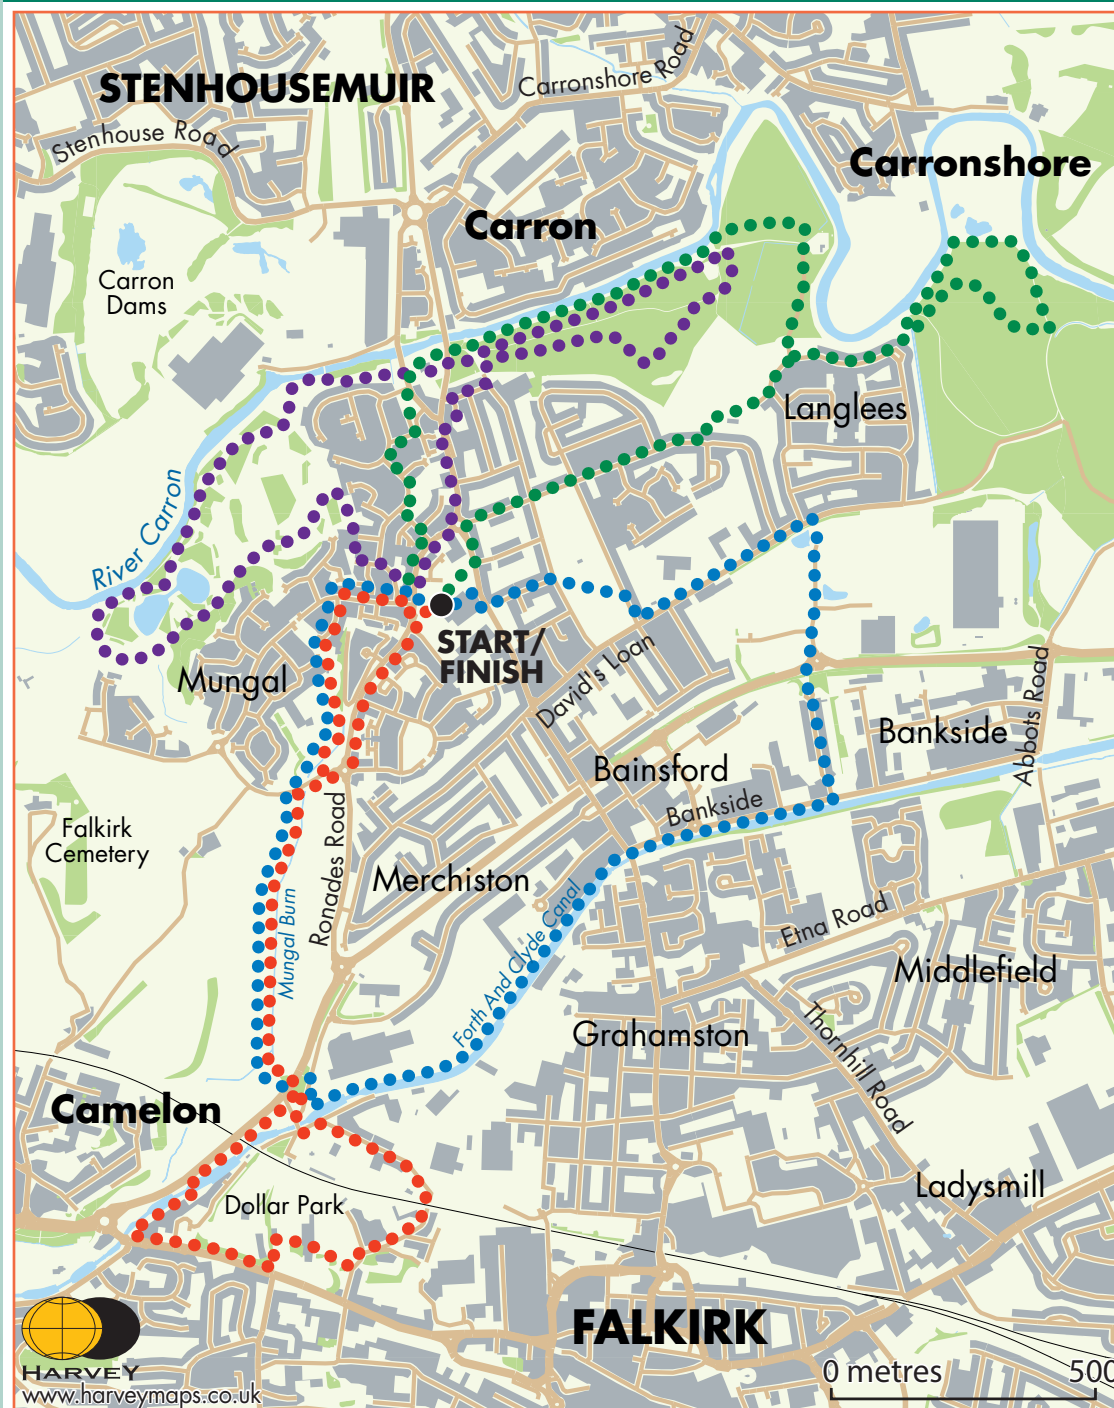 STENHOUSEMUIR
Carronshore Road
Stenhouse Road
Carronshore
Carron
Carron
Dams
Langlees
River Carron
START/
FINISH
Mungal
David's Loan
Abbots Road
Bankside
Bainsford
Bankside
Falkirk
Cemetery
Ronades Road
Merchiston
Mungal Burn
Forth And Clyde Canal
Etna Road
Middlefield
Grahamston
Thornhill Road
Camelon
Ladysmill
Dollar Park
FALKIRK
HARVEY
www.harveymaps.co.uk
0 metres
500